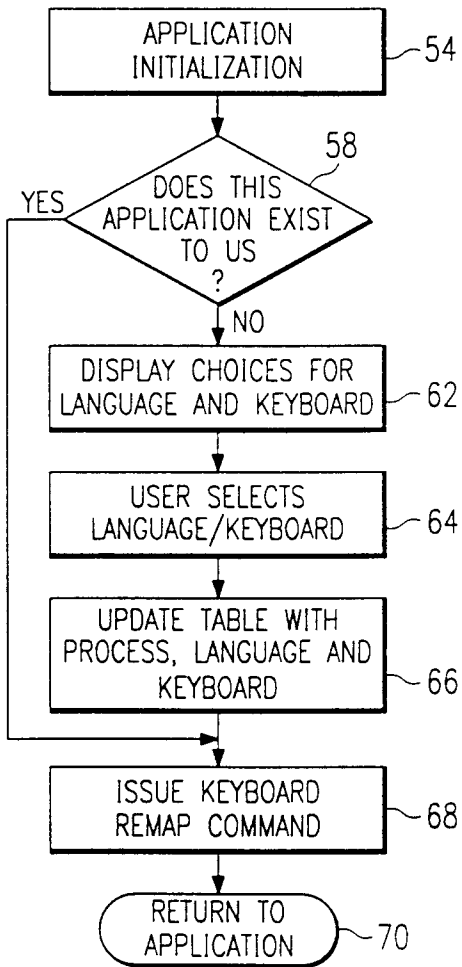 APPLICATION
INITIALIZATION
54
58
YES
DOES THIS
APPLICATION EXIST
TO US
?
NO
DISPLAY CHOICES FOR
LANGUAGE AND KEYBOARD
62
USER SELECTS
LANGUAGE/KEYBOARD
64
UPDATE TABLE WITH
PROCESS, LANGUAGE AND
KEYBOARD
66
ISSUE KEYBOARD
REMAP COMMAND
68
RETURN TO
APPLICATION
70